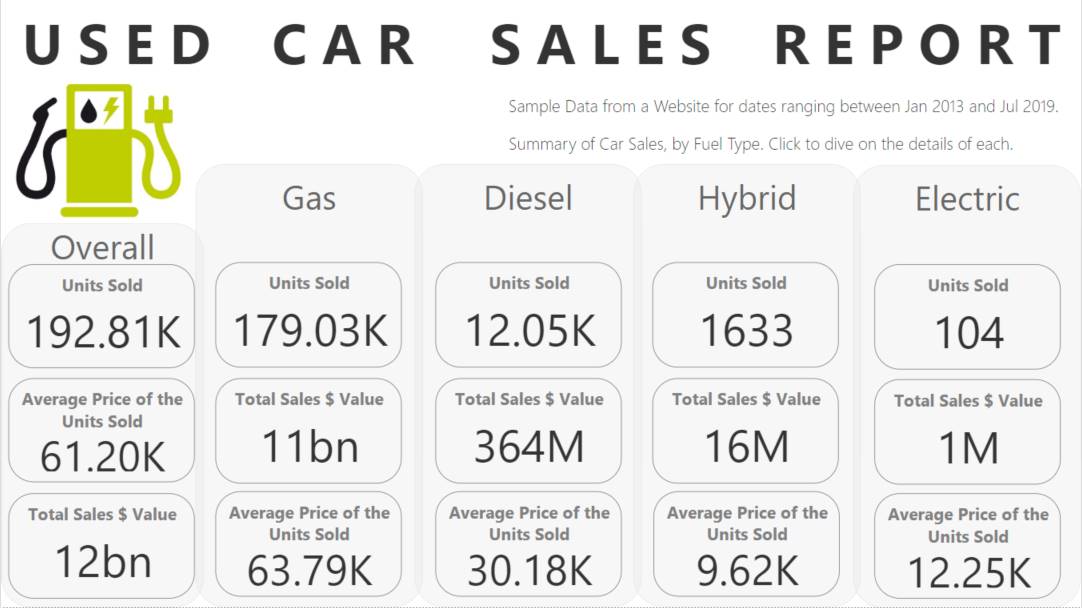 USED CAR SALES REPORT
Sample Data from a Website for dates ranging between Jan 2013 and Jul 2019.
Summary of Car Sales, by Fuel Type. Click to dive on the details of each.
Overall
Units Sold
192.81K
Average Price of the
Units Sold
61.20K
Total Sales $ Value
12bn
Gas
Units Sold
179.03K
Total Sales $ Value
11bn
Average Price of the
Units Sold
63.79K
Diesel
Units Sold
12.05K
Total Sales $ Value
364M
Average Price of the
Units Sold
30.18K
Hybrid
Units Sold
1633
Total Sales $ Value
16M
Average Price of the
Units Sold
9.62K
Electric
Units Sold
104
Total Sales $ Value
1M
Average Price of the
Units Sold
12.25K